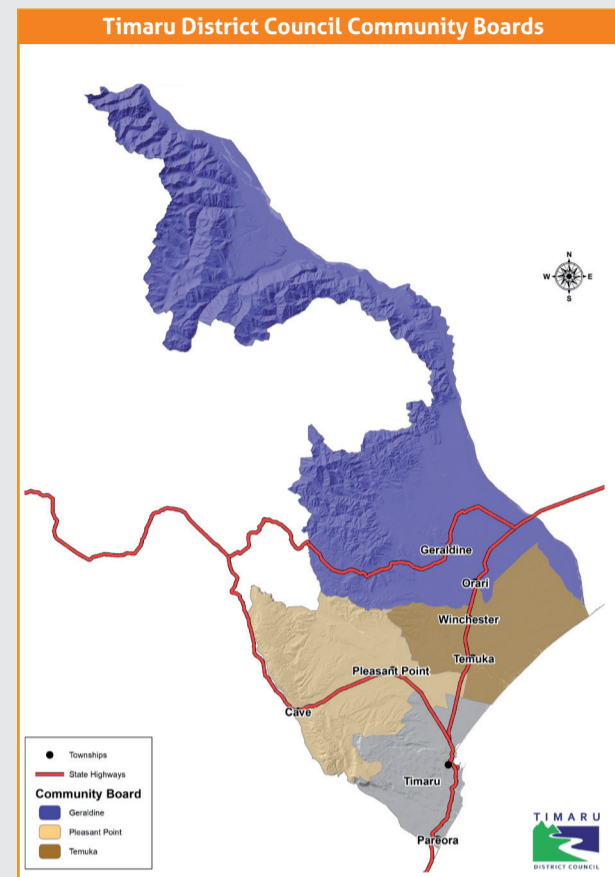 Timaru District Council Community Boards
N
W E
S
Geraldine
Orari
Winchester
Temuka
Pleasant Point
Cave
Timaru
Pareora
Townships
State Highways
Community Board
Geraldine
Pleasant Point
Temuka
TIMARU
DISTRICT COUNCIL